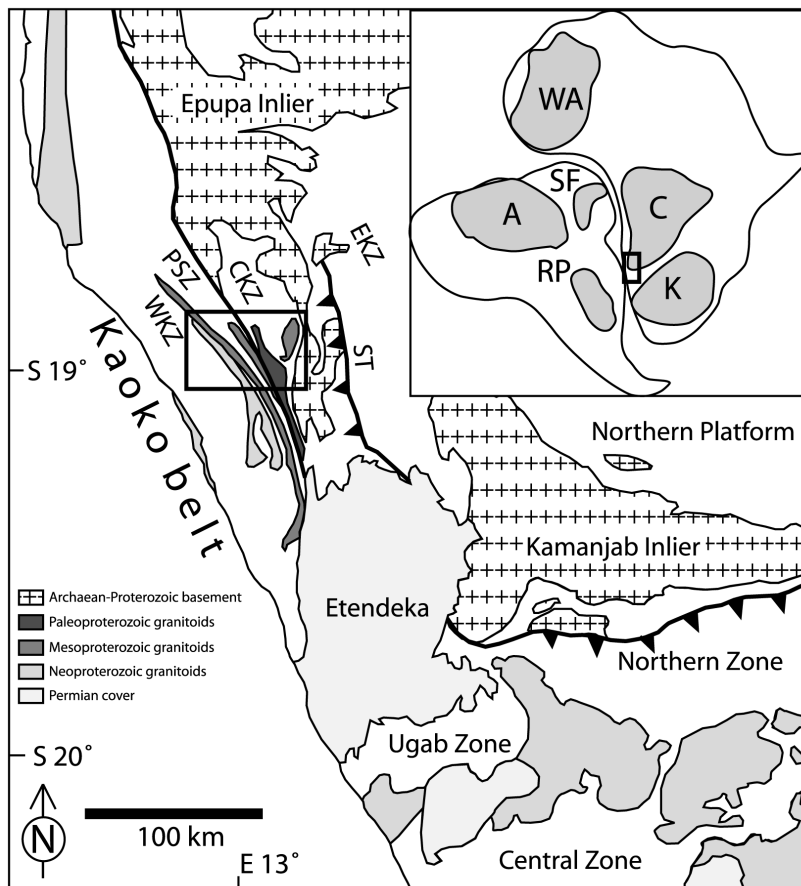 Epupa Inlier
WA
SF
A
C
RP
K
EKZ
PSZ
CKZ
WKZ
ST
S 19°
Kaoko belt
Northern Platform
Kamanjab Inlier
Etendeka
Northern Zone
Archaean-Proterozoic basement
Paleoproterozoic granitoids
Mesoproterozoic granitoids
Neoproterozoic granitoids
Permian cover
Ugab Zone
S 20°
N
100 km
E 13°
Central Zone